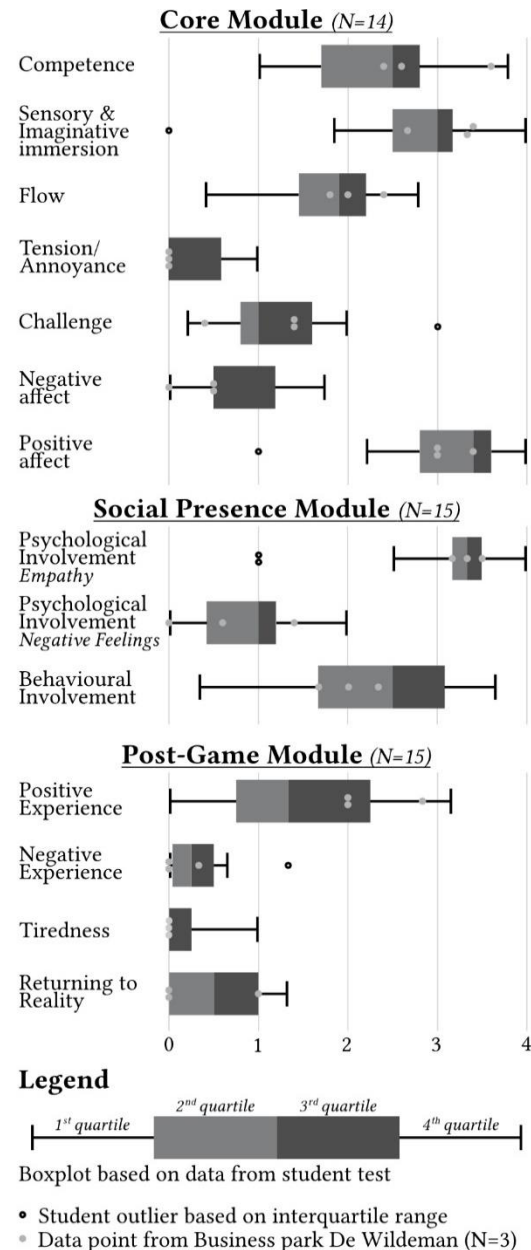 Core Module (N=14)
Competence
Sensory &
Imaginative
immersion
Flow
Tension/
Annoyance
Challenge
Negative
affect
Positive
affect
Social Presence Module (N=15)
Psychological
Involvement
Empathy
Psychological
Involvement
Negative Feelings
Behavioural
Involvement
Post-Game Module (N=15)
Positive
Experience
Negative
Experience
Tiredness
Returning to
Reality
0 1 2 3 4
Legend
1st quartile 2nd quartile 3rd quartile 4th quartile
Boxplot based on data from student test
Student outlier based on interquartile range
Data point from Business park De Wildeman (N=3)